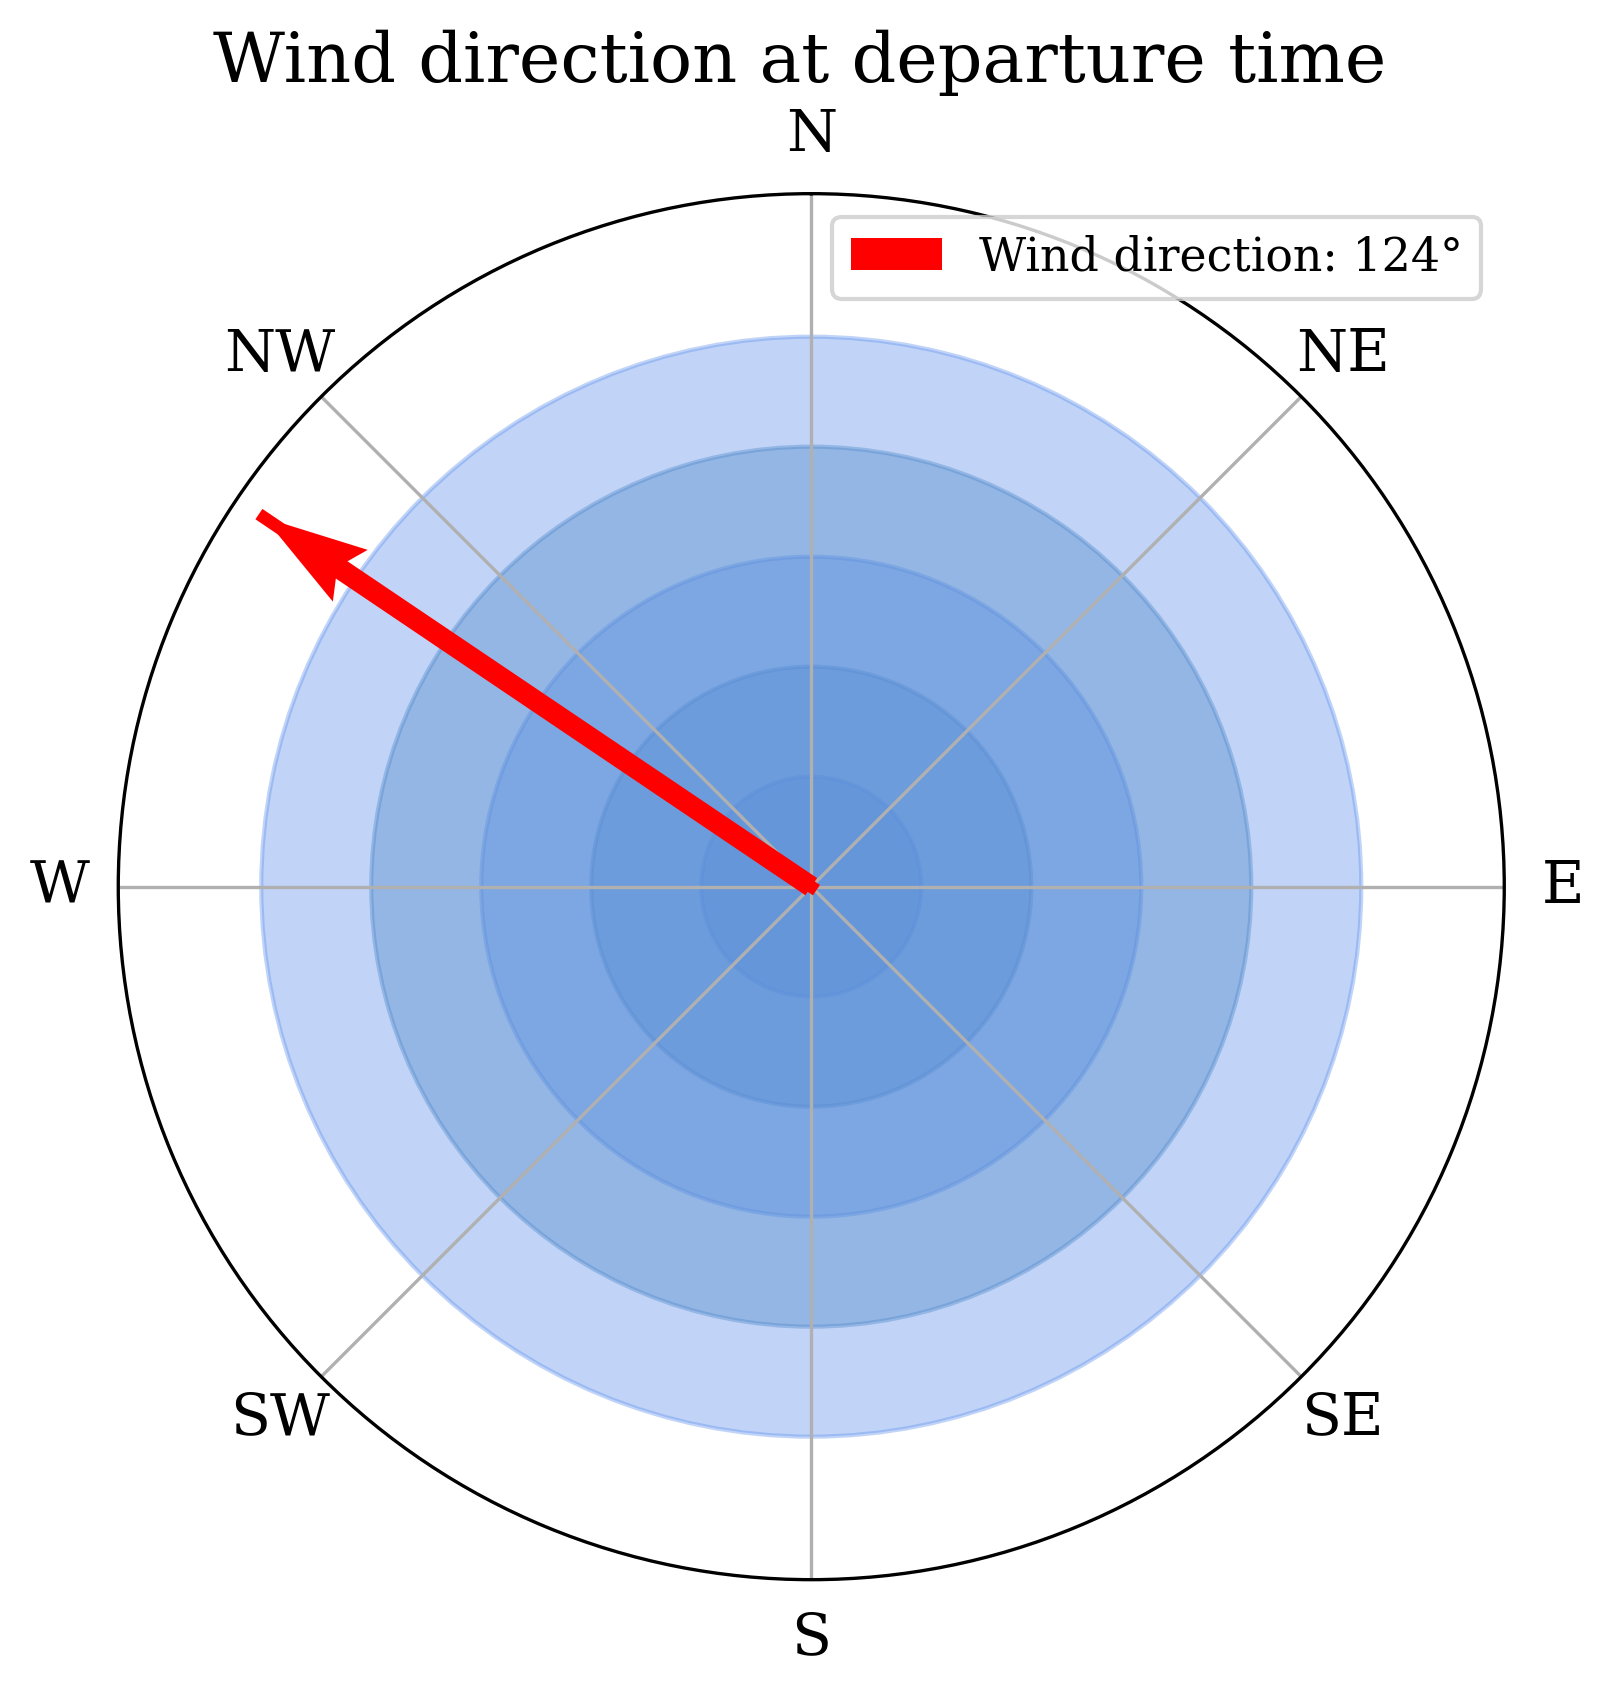 Wind direction at departure time
N
Wind direction: 124°
NW
NE
W
E
SW
SE
S